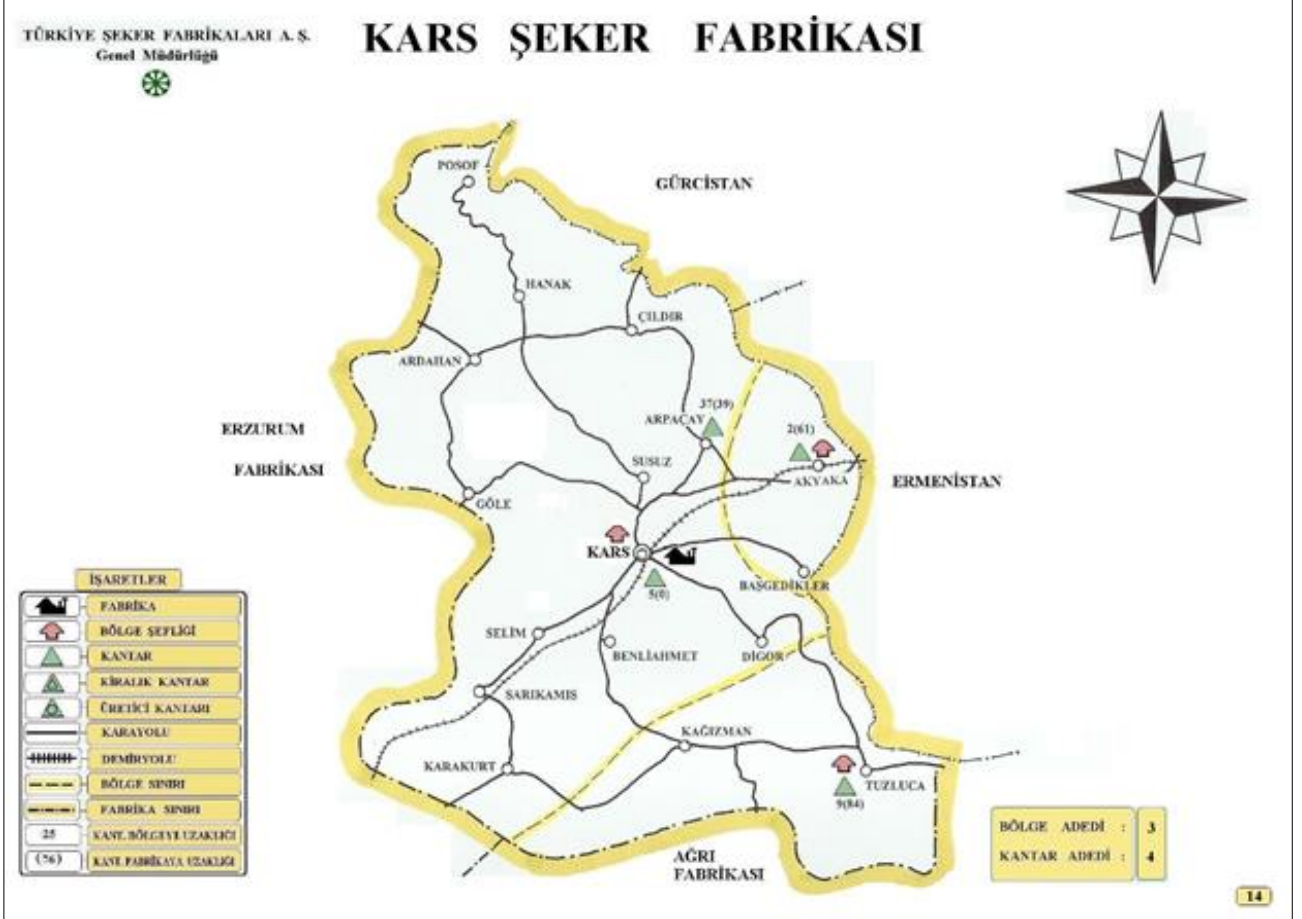 TÜRKİYE ŞEKER FABRİKALARI A. Ş.
Genel Müdürlüğü
KARS ŞEKER FABRİKASI
POSOF
GÜRCİSTAN
HANAK
ÇILDIR
ARDAHAN
37(39)
ARPAÇAY
2(61)
ERZURUM
FABRİKASI
SUSUZ
AKYAKA
ERMENİSTAN
GÖLE
KARS
BAŞGEDİKLER
5(0)
SELİM
BENLİAHMET
DİGOR
SARIKAMIS
KAĞIZMAN
KARAKURT
TUZLUCA
9(84)
AĞRI
FABRİKASI
İŞARETLER
FABRİKA
BÖLGE ŞEFLİĞİ
KANTAR
KİRALIK KANTAR
ÜRETİCİ KANTARI
KARAYOLU
DEMİRYOLU
BÖLGE SINIRI
FABRİKA SINIRI
25 KANT. BÖLGEYE UZAKLIĞI
(76) KANT. FABRİKAYA UZAKLIĞI
BÖLGE ADEDİ : 3
KANTAR ADEDİ : 4
14